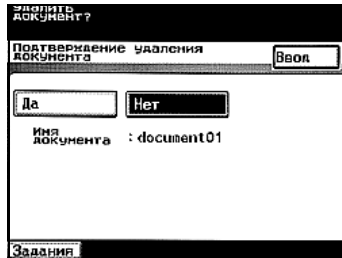 Удалить
документ?
Подтверждение удаления
документа
Ввод
Да
Нет
Имя
документа : document01
Задания